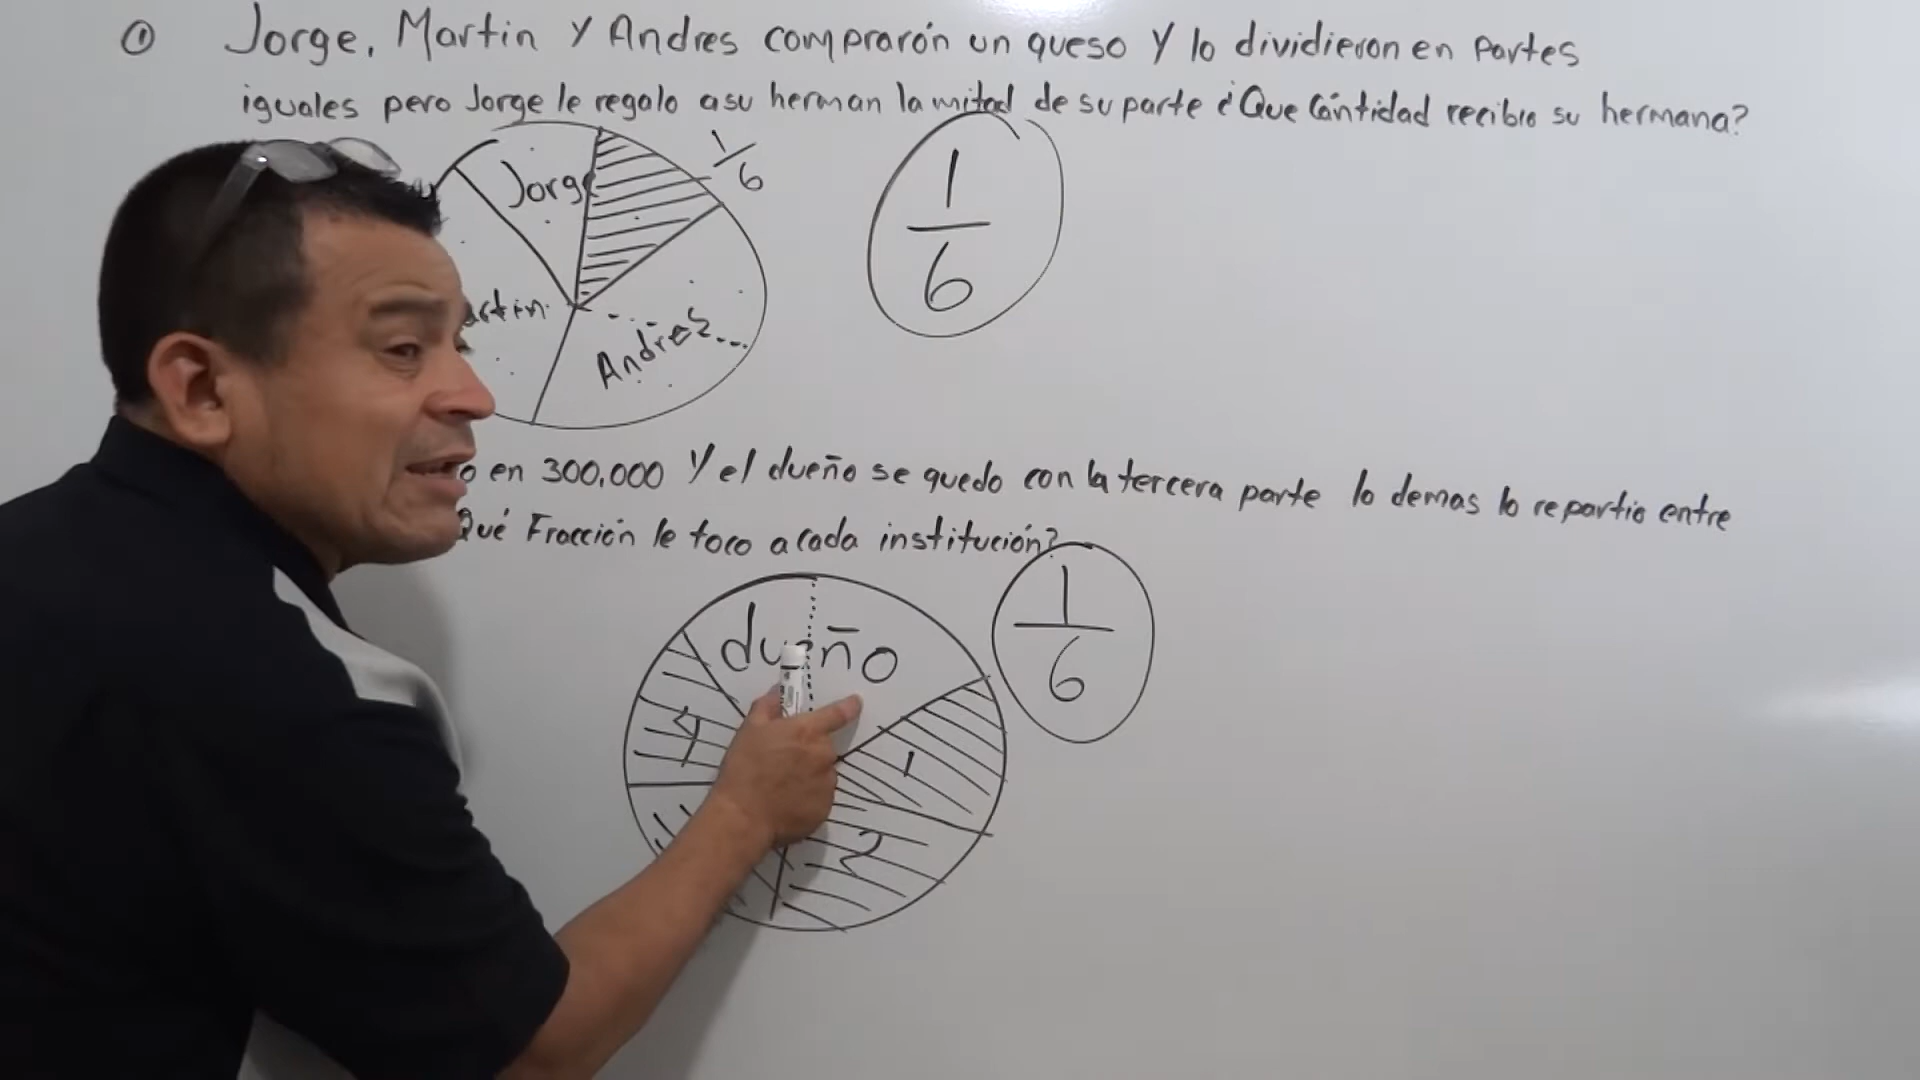 ① Jorge, Martin y Andres comprarón un queso y lo dividieron en partes
iguales pero Jorge le regalo a su herman la mitad de su parte ¿Que Cántidad recibio su hermana?
Jorge
1/6
1/6
artin
Andres
o en 300,000 y el dueño se quedo con la tercera parte lo demas lo repartio entre
Qué Fracción le toco a cada institución?
1/6
dueño
4
1
2